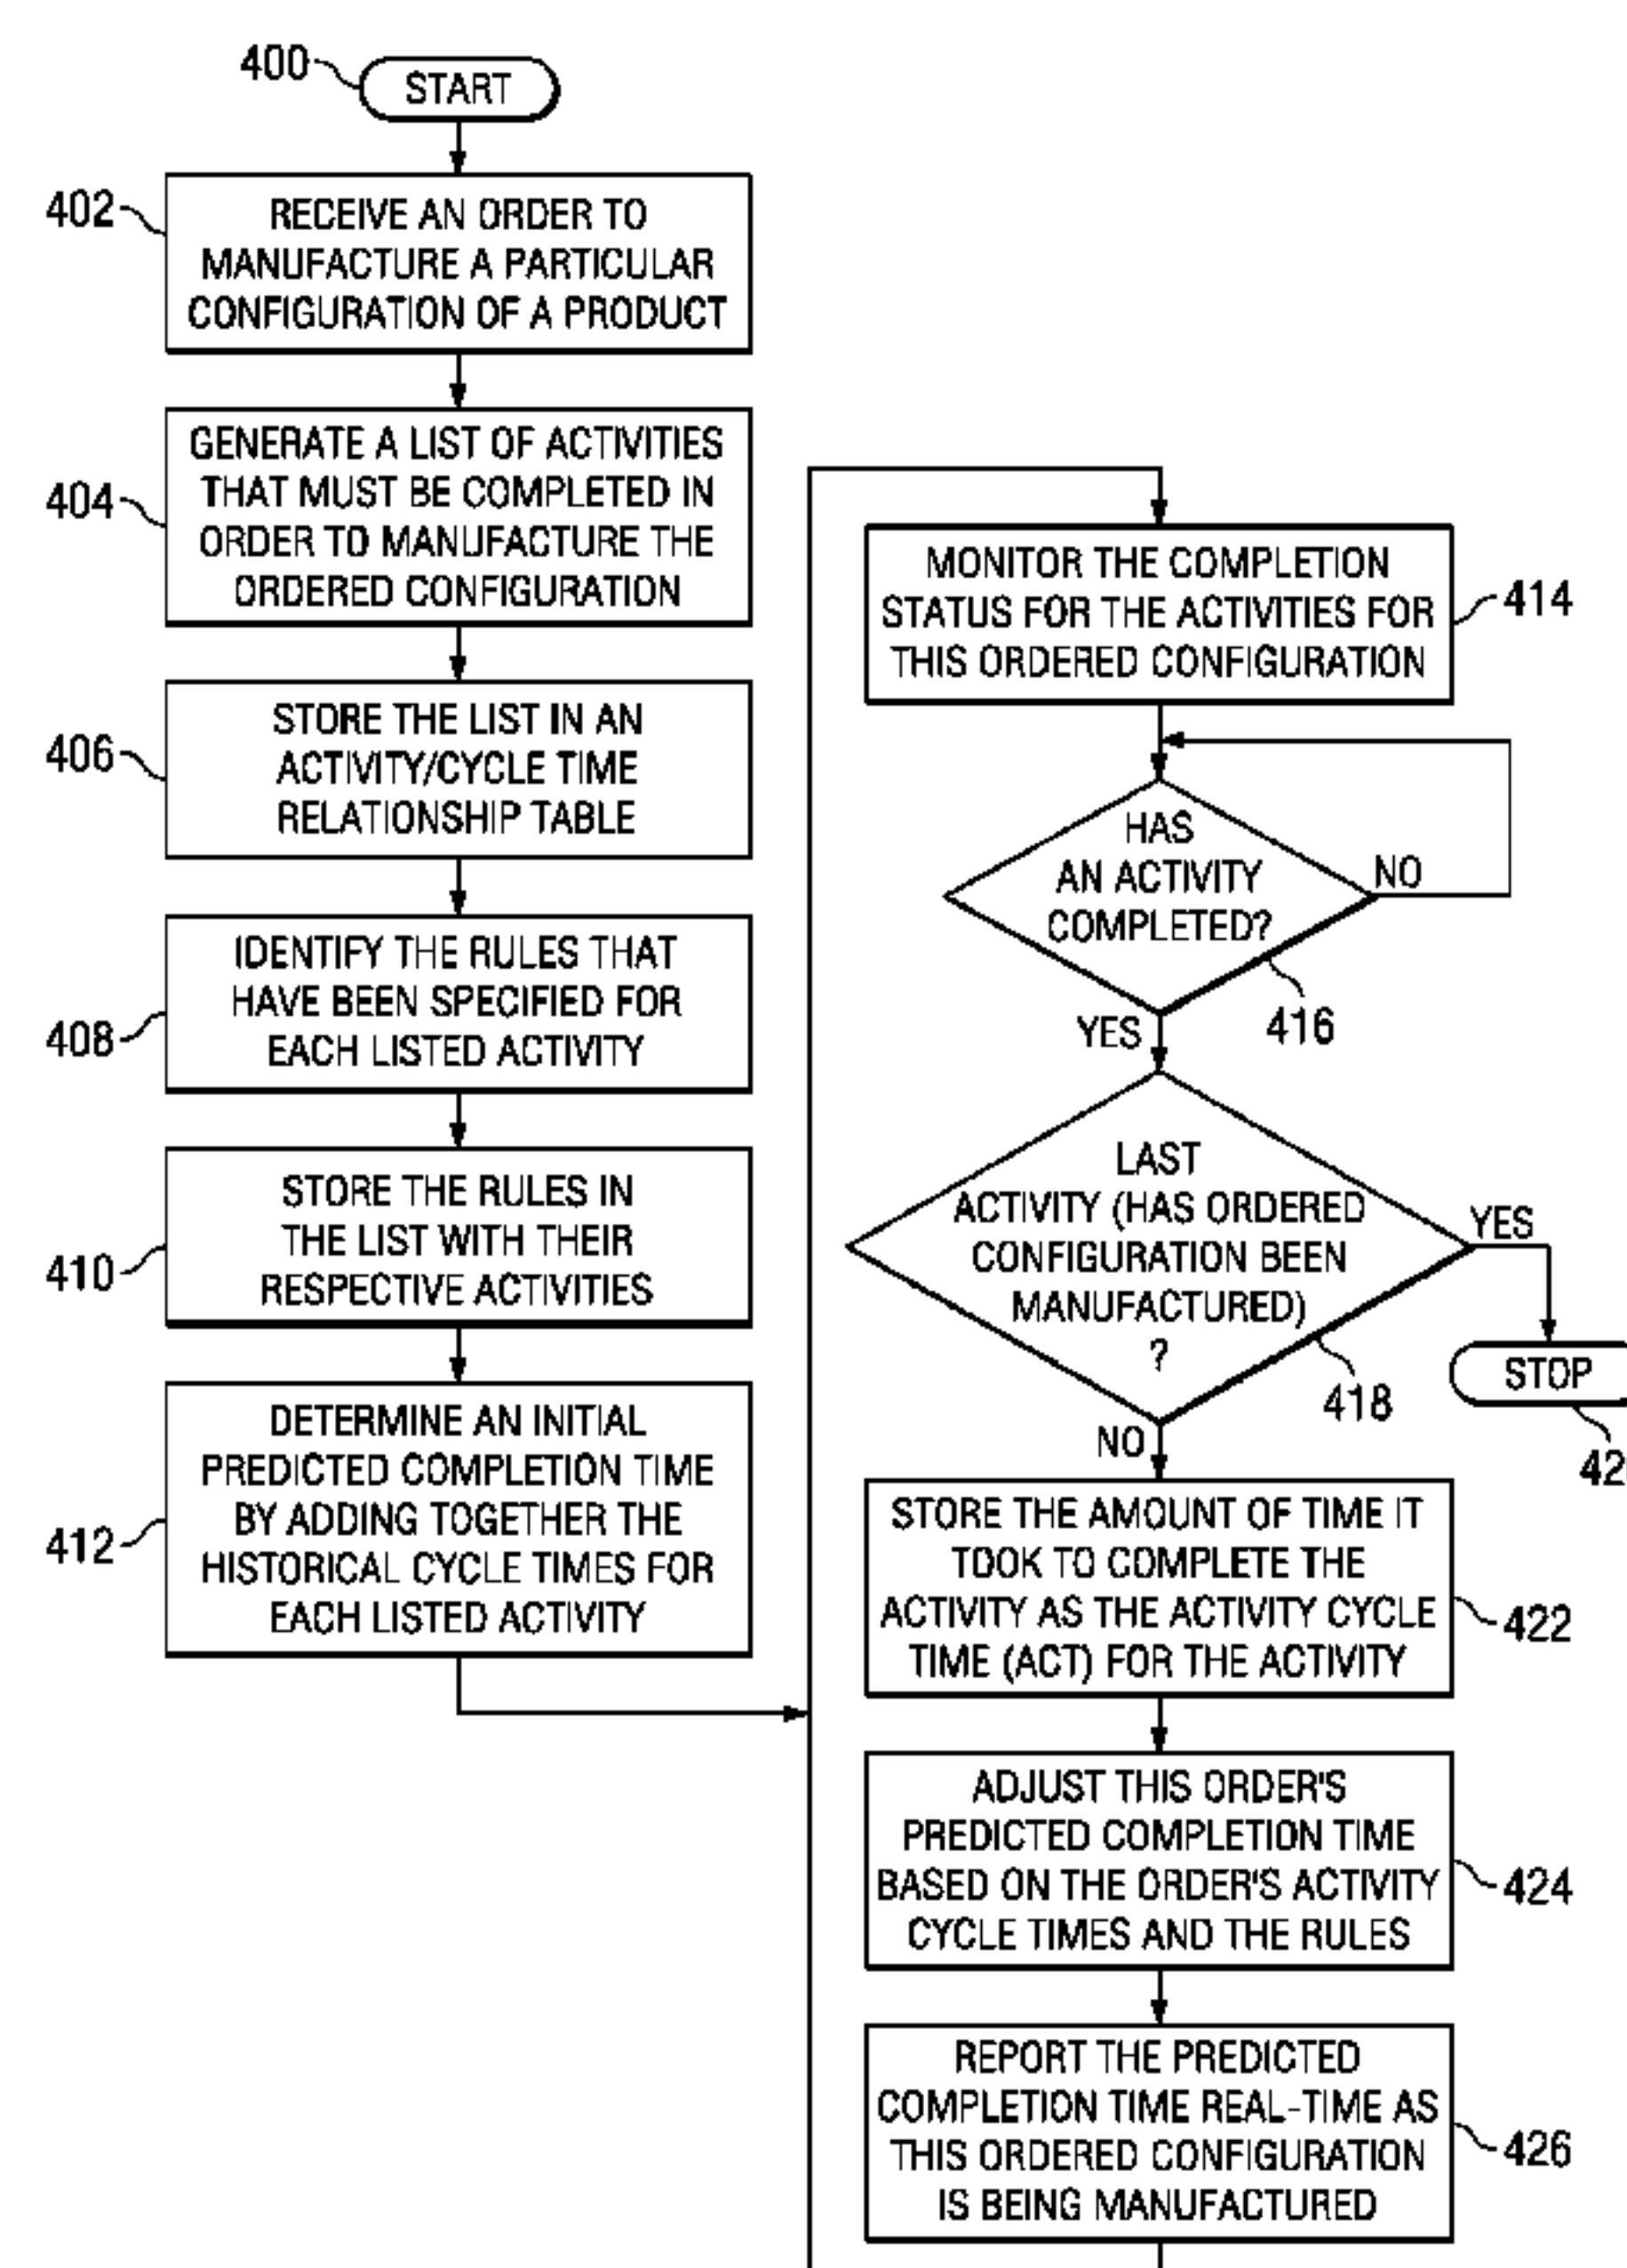 400
START
402
RECEIVE AN ORDER TO
MANUFACTURE A PARTICULAR
CONFIGURATION OF A PRODUCT
404
GENERATE A LIST OF ACTIVITIES
THAT MUST BE COMPLETED IN
ORDER TO MANUFACTURE THE
ORDERED CONFIGURATION
406
STORE THE LIST IN AN
ACTIVITY/CYCLE TIME
RELATIONSHIP TABLE
408
IDENTIFY THE RULES THAT
HAVE BEEN SPECIFIED FOR
EACH LISTED ACTIVITY
410
STORE THE RULES IN
THE LIST WITH THEIR
RESPECTIVE ACTIVITIES
412
DETERMINE AN INITIAL
PREDICTED COMPLETION TIME
BY ADDING TOGETHER THE
HISTORICAL CYCLE TIMES FOR
EACH LISTED ACTIVITY
MONITOR THE COMPLETION
STATUS FOR THE ACTIVITIES FOR
THIS ORDERED CONFIGURATION
414
HAS
AN ACTIVITY
COMPLETED?
NO
416
YES
LAST
ACTIVITY (HAS ORDERED
CONFIGURATION BEEN
MANUFACTURED)
?
YES
418
STOP
NO
STORE THE AMOUNT OF TIME IT
TOOK TO COMPLETE THE
ACTIVITY AS THE ACTIVITY CYCLE
TIME (ACT) FOR THE ACTIVITY
422
ADJUST THIS ORDER'S
PREDICTED COMPLETION TIME
BASED ON THE ORDER'S ACTIVITY
CYCLE TIMES AND THE RULES
424
REPORT THE PREDICTED
COMPLETION TIME REAL-TIME AS
THIS ORDERED CONFIGURATION
IS BEING MANUFACTURED
426